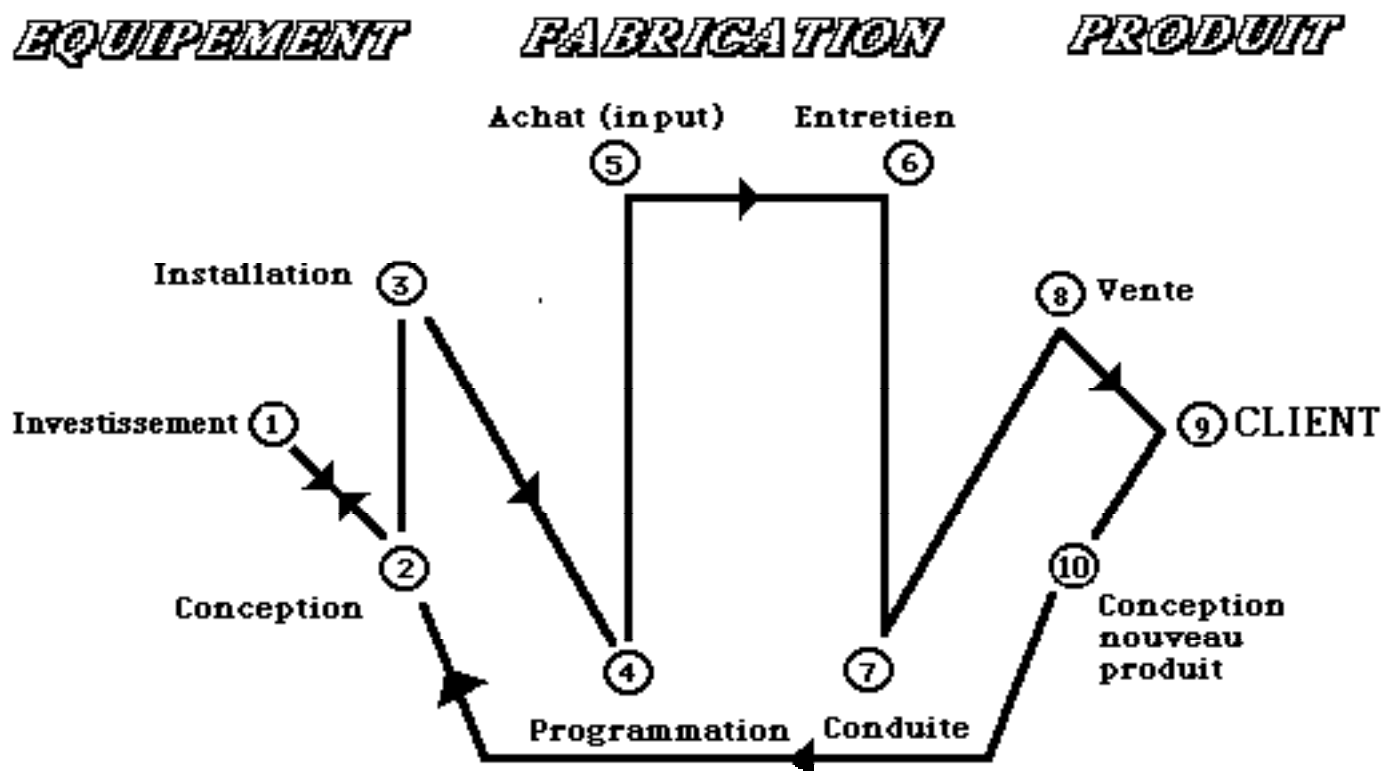 EQUIPEMENT FABRICATION PRODUIT
Achat (input) Entretien
5 6
Installation 3
8 Vente
Investissement 1
9 CLIENT
2
10
Conception
Conception
nouveau
produit
4 7
Programmation Conduite